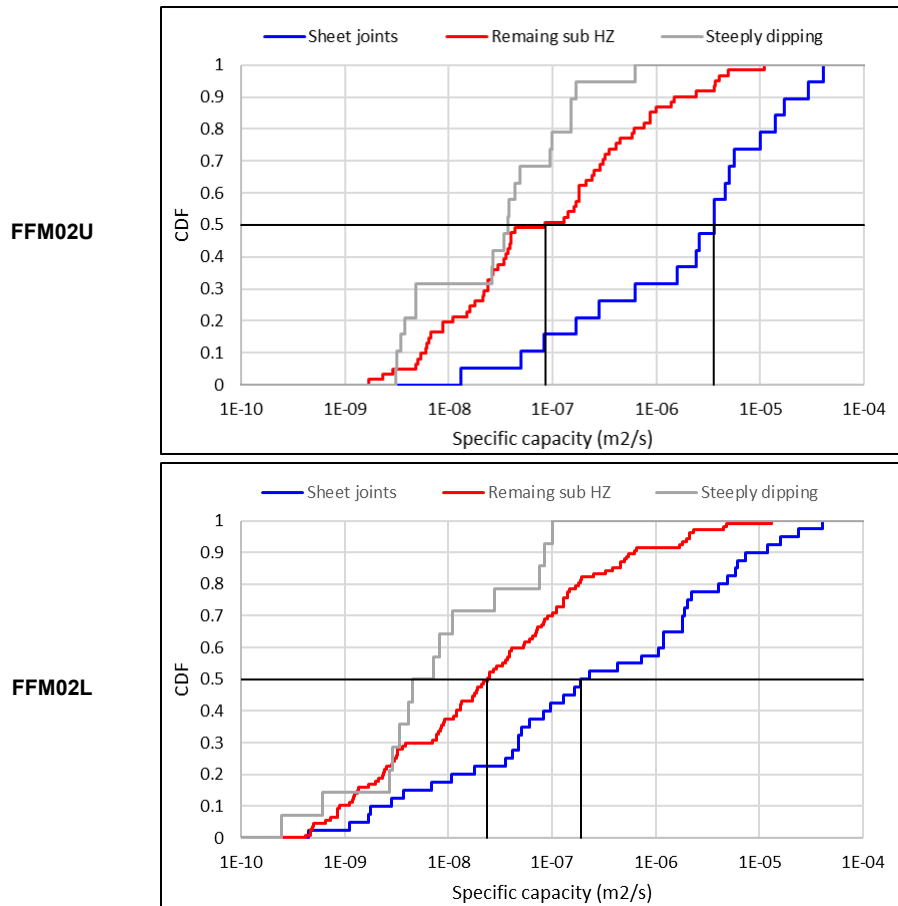 Sheet joints Remaing sub HZ Steeply dipping
1
0.9
0.8
0.7
0.6
0.5
0.4
0.3
0.2
0.1
0
CDF
FFM02U
1E-10 1E-09 1E-08 1E-07 1E-06 1E-05 1E-04
Specific capacity (m2/s)
Sheet joints Remaing sub HZ Steeply dipping
1
0.9
0.8
0.7
0.6
0.5
0.4
0.3
0.2
0.1
0
CDF
FFM02L
1E-10 1E-09 1E-08 1E-07 1E-06 1E-05 1E-04
Specific capacity (m2/s)